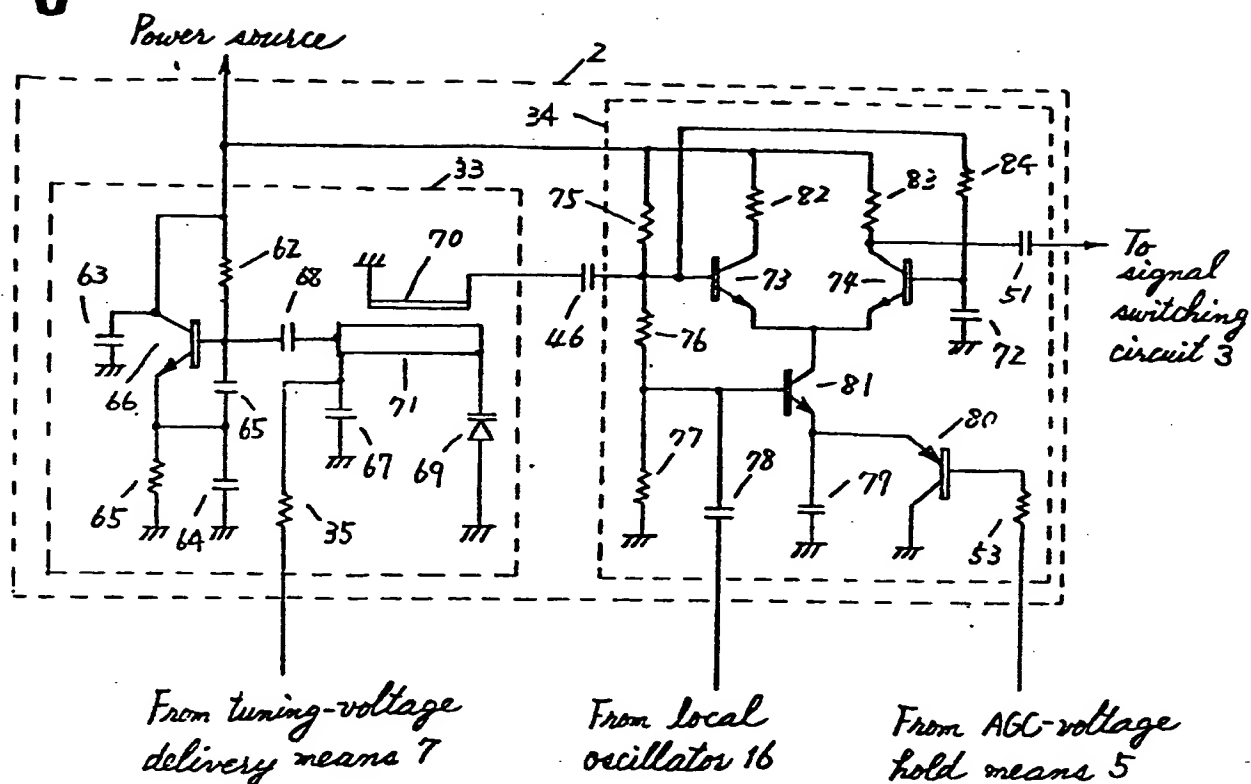 Power source
2
34
33
84
83
82
75
70
62
68
63
73
74
51
To
signal
switching
circuit 3
46
76
72
66
71
81
80
65
67
69
77
78
79
65
64
35
53
From tuning-voltage
delivery means 7
From local
oscillator 16
From AGC-voltage
hold means 5